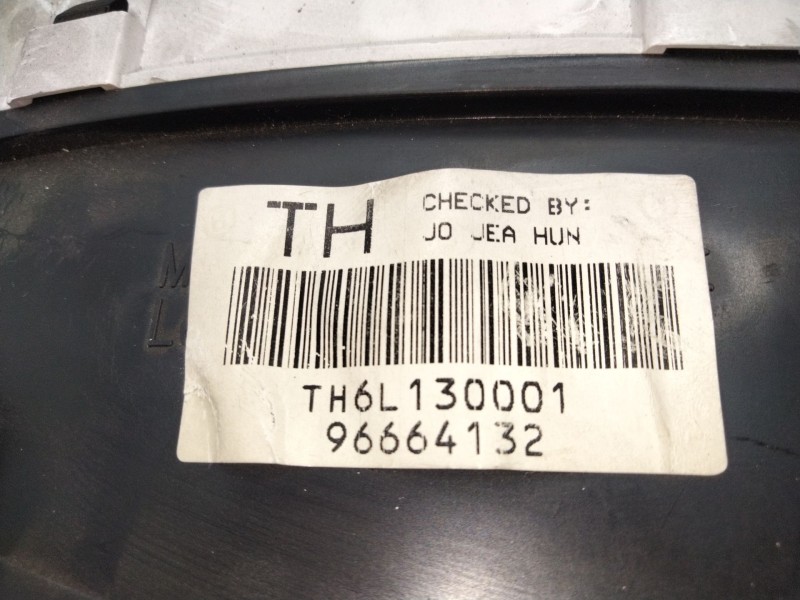 TH
CHECKED BY:
JO JEA HUN
TH6L130001
96664132